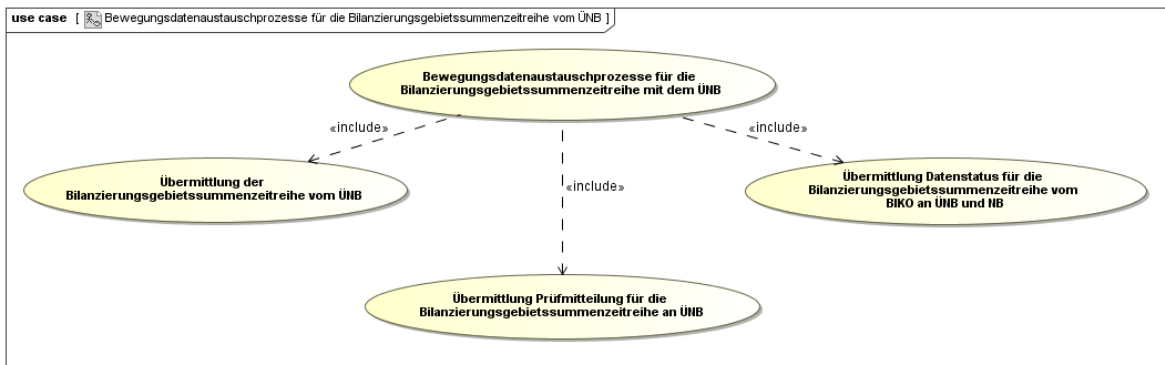 use case [ Bewegungsdatenaustauschprozesse für die Bilanzierungsgebietssummenzeitreihe vom ÜNB ]
Bewegungsdatenaustauschprozesse für die
Bilanzierungsgebietssummenzeitreihe mit dem ÜNB
«include»
«include»
Übermittlung der
Bilanzierungsgebietssummenzeitreihe vom ÜNB
«include»
Übermittlung Datenstatus für die
Bilanzierungsgebietssummenzeitreihe vom
BIKO an ÜNB und NB
Übermittlung Prüfmitteilung für die
Bilanzierungsgebietssummenzeitreihe an ÜNB